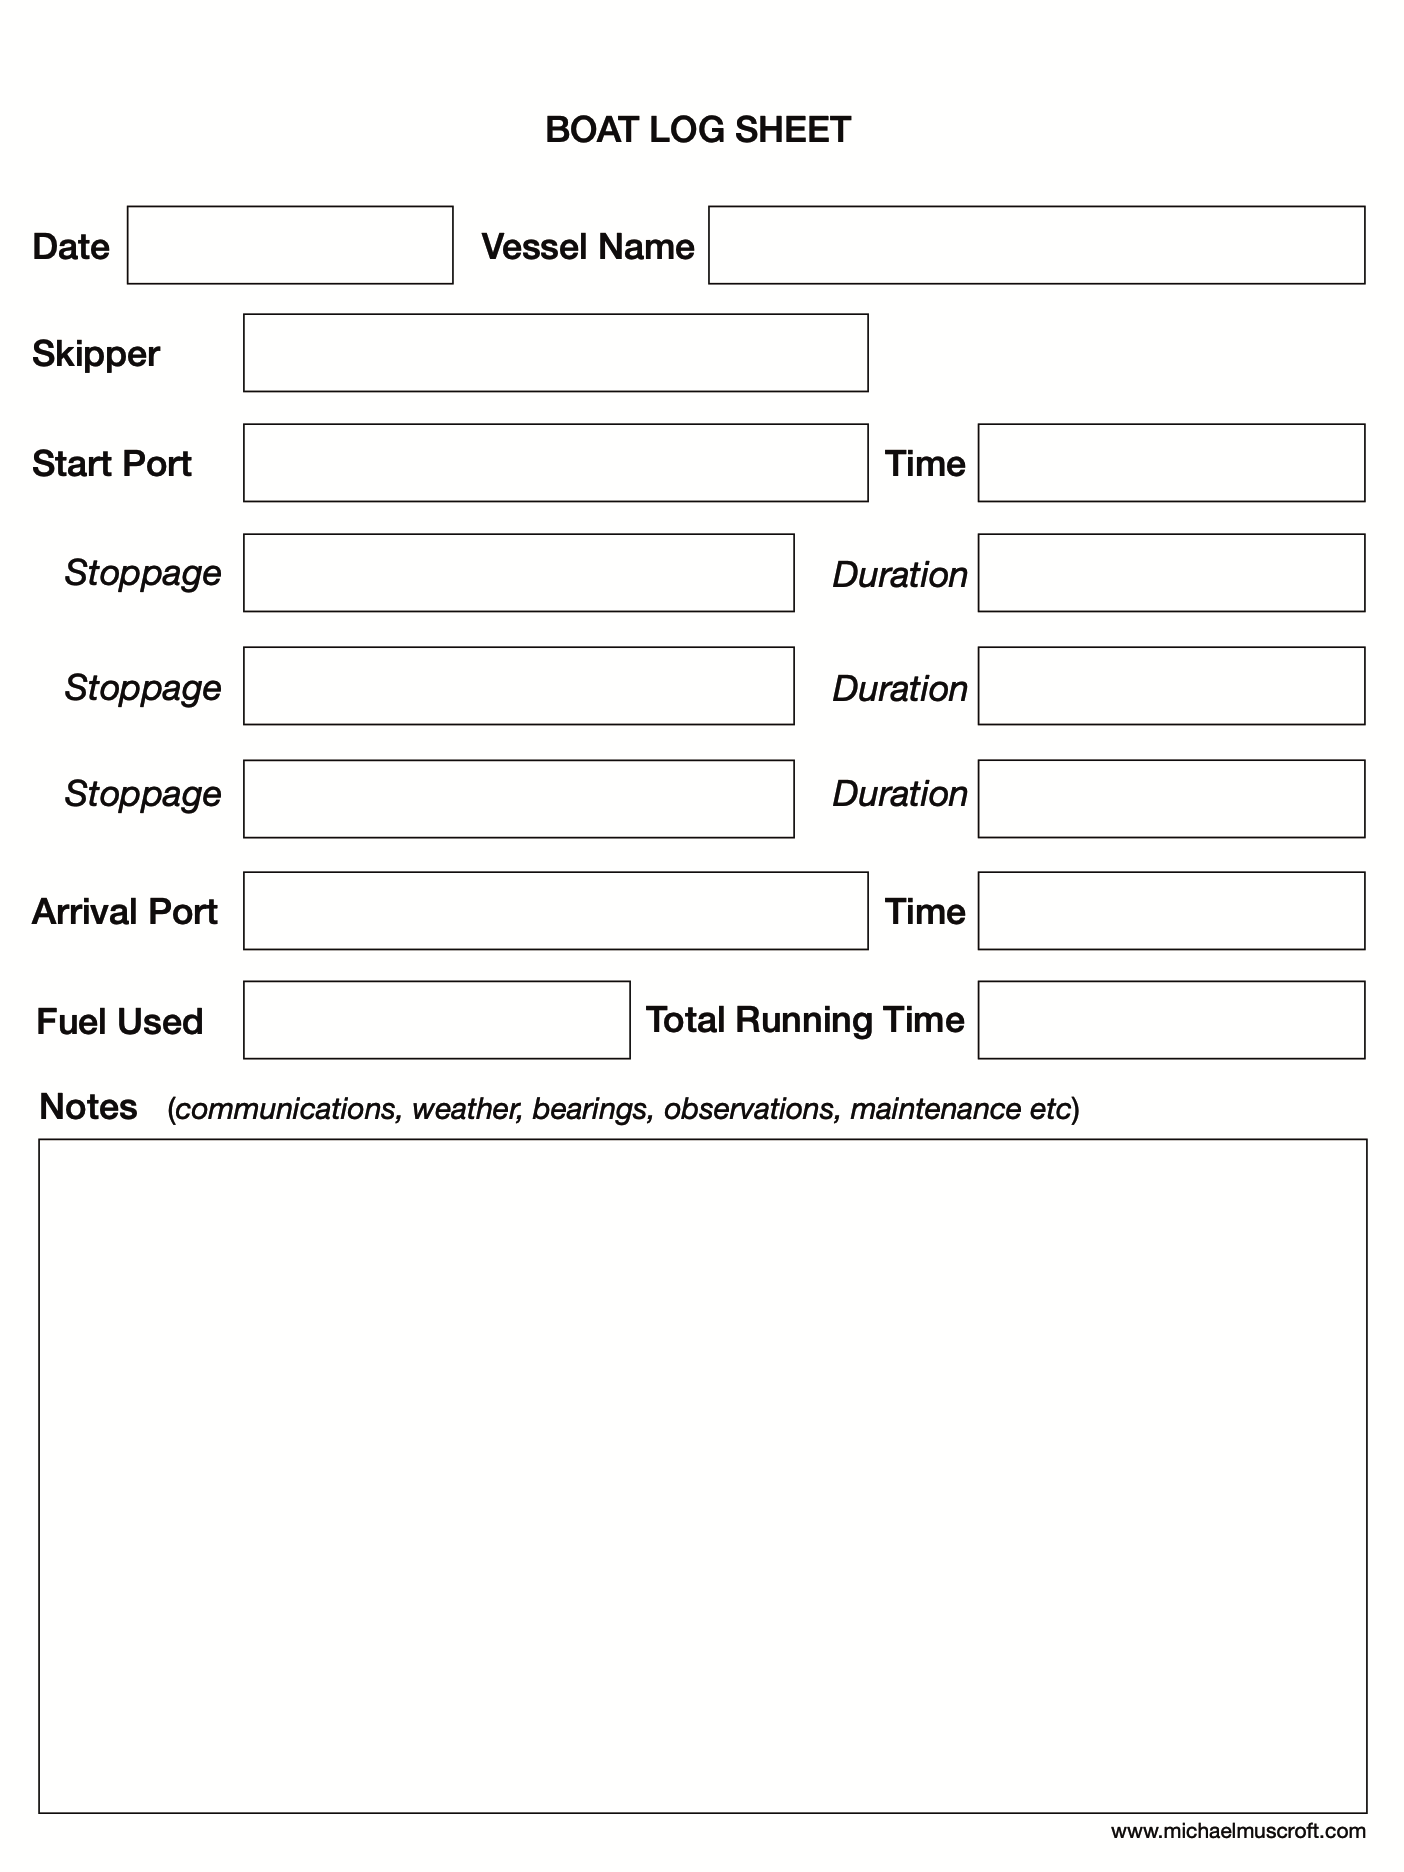 BOAT LOG SHEET
Date Vessel Name
Skipper
Start Port Time
Stoppage Duration
Stoppage Duration
Stoppage Duration
Arrival Port Time
Fuel Used Total Running Time
Notes (communications, weather, bearings, observations, maintenance etc)
www.michaelmuscroft.com